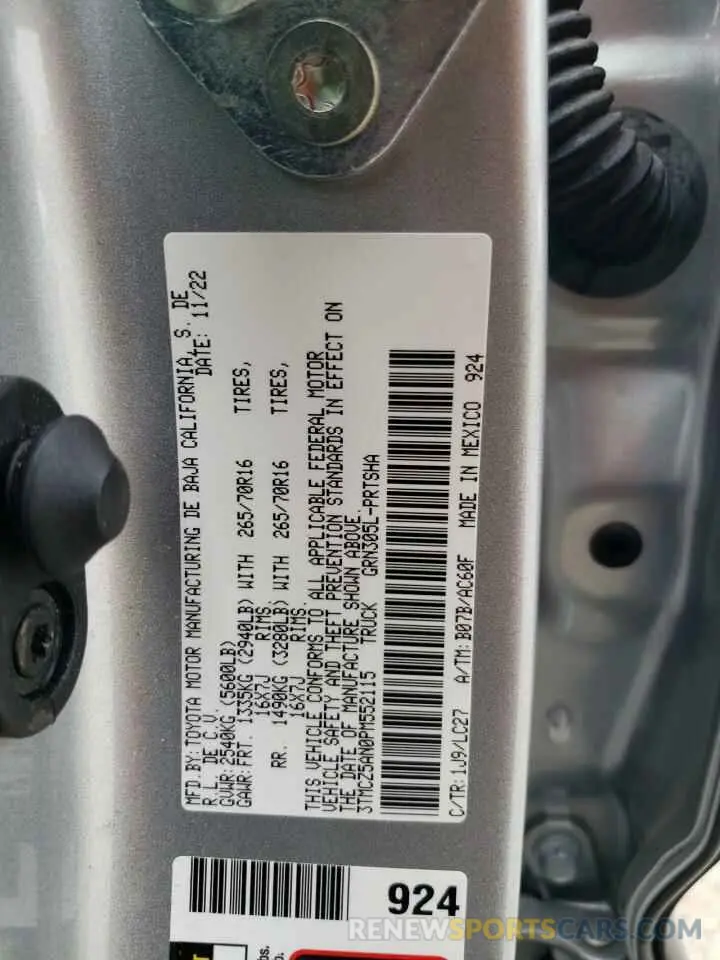 MFD.BY: TOYOTA MOTOR MANUFACTURING DE BAJA CALIFORNIA, S. DE
R.L. DE C.V. DATE: 11/22
GVWR: 2540KG (5600LB)
GAWR: FRT. 1335KG (2940LB) WITH 265/70R16 TIRES,
16X7J RIMS,
RR. 1490KG (3280LB) WITH 265/70R16 TIRES,
16X7J RIMS.
THIS VEHICLE CONFORMS TO ALL APPLICABLE FEDERAL MOTOR
VEHICLE SAFETY AND THEFT PREVENTION STANDARDS IN EFFECT ON
THE DATE OF MANUFACTURE SHOWN ABOVE.
3TMCZ5AN0PM552115 TRUCK GRN305L-PRTSHA
C/TR: 1J9/LC27 A/TM: B07B/AC60F MADE IN MEXICO 924
924
RENEWSPORTSCARS.COM